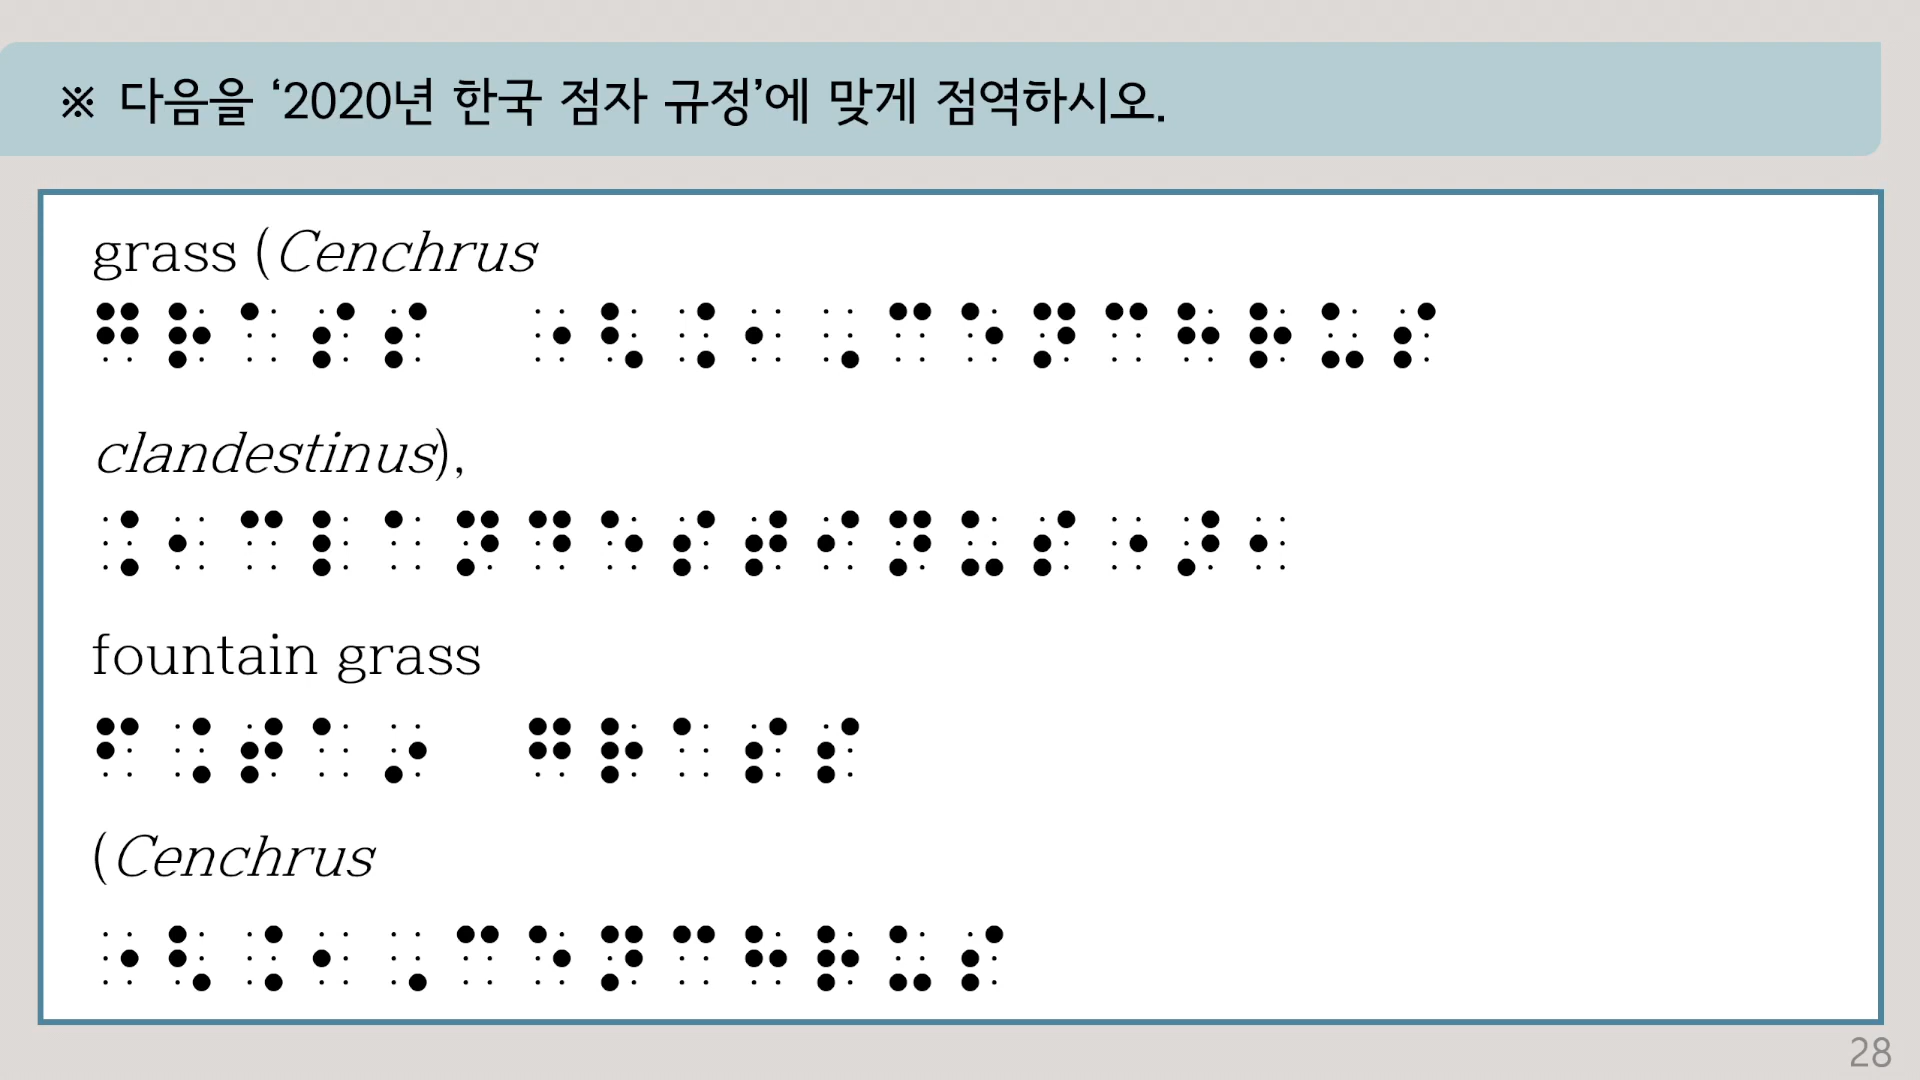 ※ 다음을 ‘2020년 한국 점자 규정’에 맞게 점역하시오.
grass (Cenchrus
⠛⠗⠁⠎⠎ ⠐⠣⠨⠂⠠⠉⠑⠝⠉⠓⠗⠥⠎
clandestinus),
⠨⠂⠉⠇⠁⠝⠙⠑⠎⠞⠊⠝⠥⠎⠐⠜⠂
fountain grass
⠋⠨⠞⠁⠔ ⠛⠗⠁⠎⠎
(Cenchrus
⠐⠣⠨⠂⠠⠉⠑⠝⠉⠓⠗⠥⠎
28